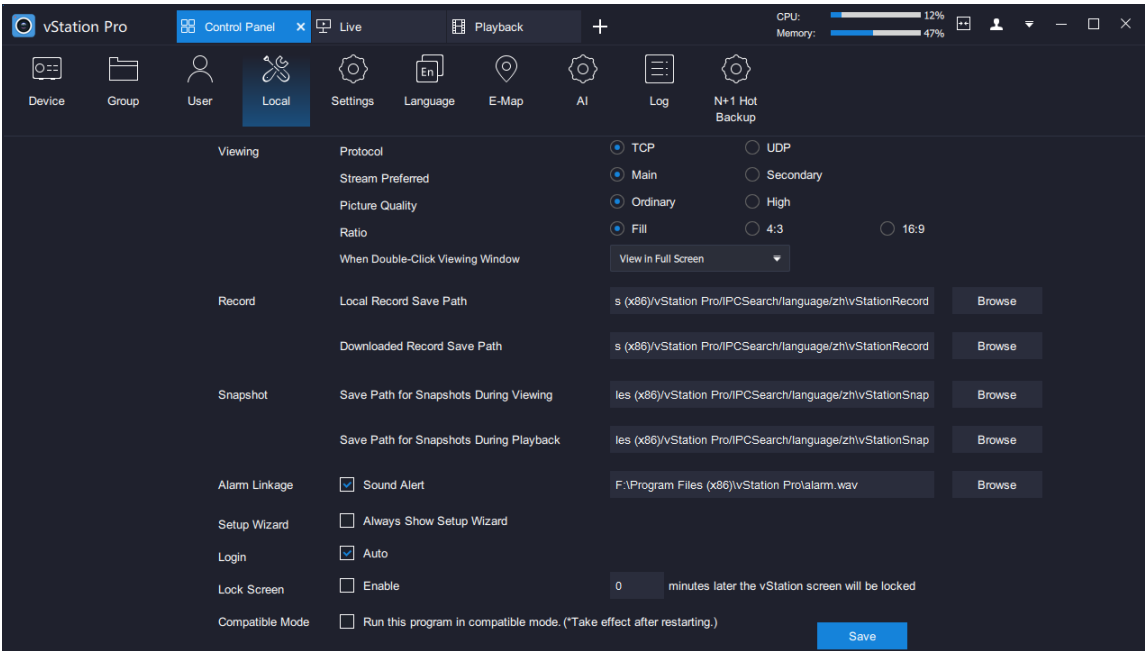 vStation Pro
Control Panel
Live
Playback
CPU: 12%
Memory: 47%
Device
Group
User
Local
Settings
En
Language
E-Map
AI
Log
N+1 Hot
Backup
Viewing Protocol TCP UDP
Stream Preferred Main Secondary
Picture Quality Ordinary High
Ratio Fill 4:3 16:9
When Double-Click Viewing Window View in Full Screen
Record Local Record Save Path s (x86)/vStation Pro/IPCSearch/language/zh\vStationRecord Browse
Downloaded Record Save Path s (x86)/vStation Pro/IPCSearch/language/zh\vStationRecord Browse
Snapshot Save Path for Snapshots During Viewing les (x86)/vStation Pro/IPCSearch/language/zh\vStationSnap Browse
Save Path for Snapshots During Playback les (x86)/vStation Pro/IPCSearch/language/zh\vStationSnap Browse
Alarm Linkage Sound Alert F:\Program Files (x86)\vStation Pro\alarm.wav Browse
Setup Wizard Always Show Setup Wizard
Login Auto
Lock Screen Enable 0 minutes later the vStation screen will be locked
Compatible Mode Run this program in compatible mode. (*Take effect after restarting.)
Save